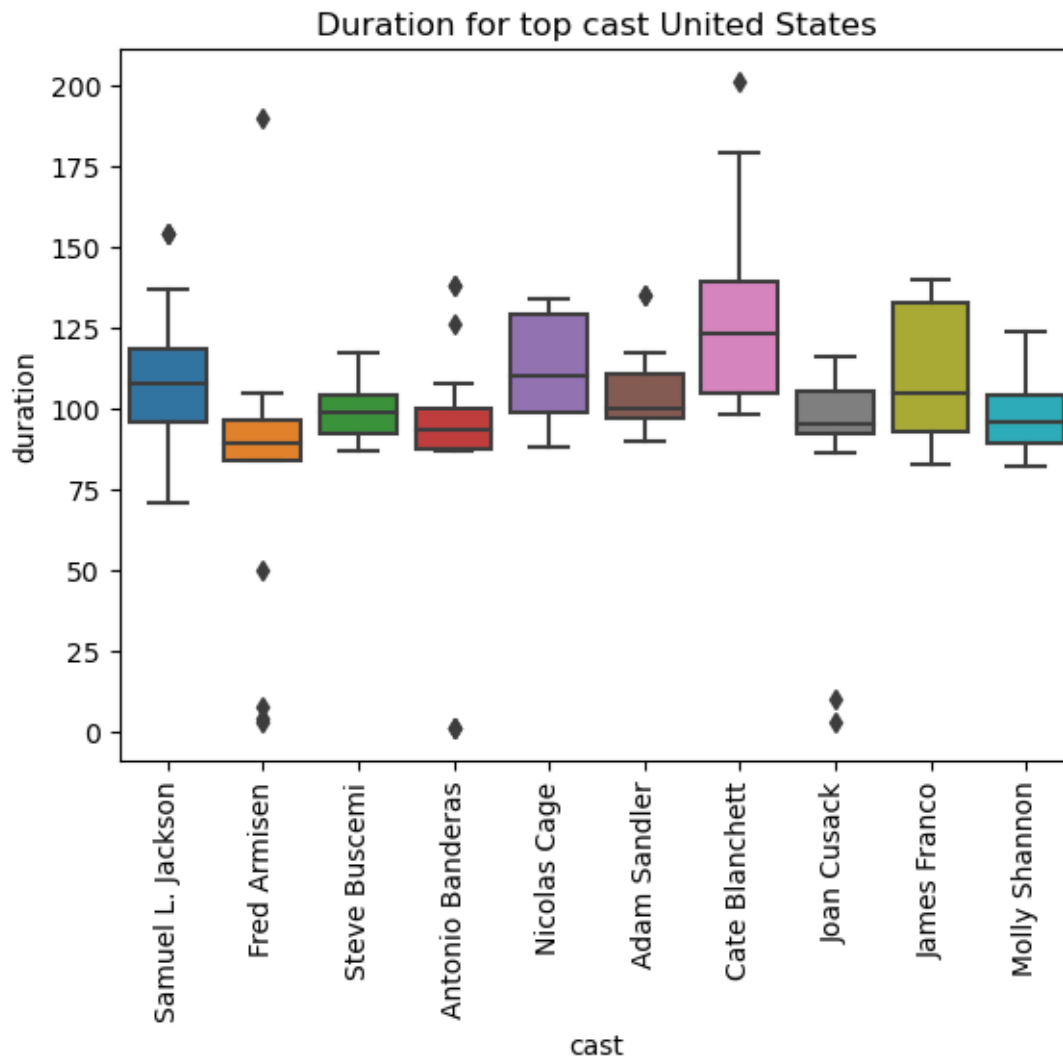 Duration for top cast United States
duration
200
175
150
125
100
75
50
25
0
Samuel L. Jackson
Fred Armisen
Steve Buscemi
Antonio Banderas
Nicolas Cage
Adam Sandler
Cate Blanchett
Joan Cusack
James Franco
Molly Shannon
cast